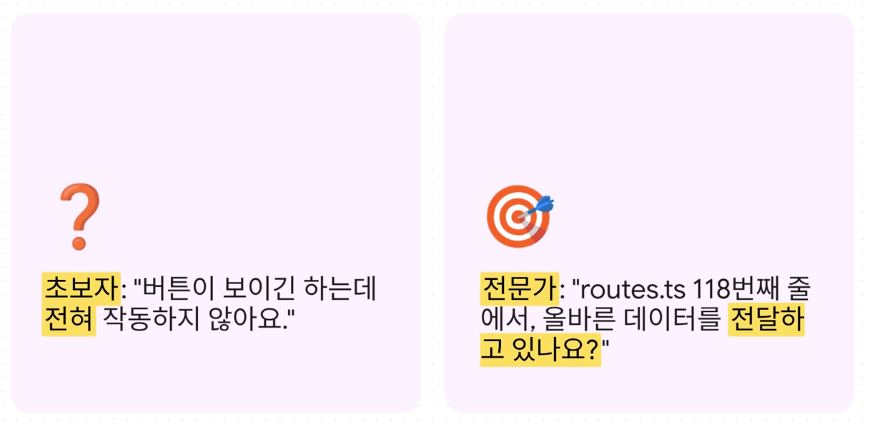 초보자: "버튼이 보이긴 하는데
전혀 작동하지 않아요."
전문가: "routes.ts 118번째 줄
에서, 올바른 데이터를 전달하
고 있나요?"